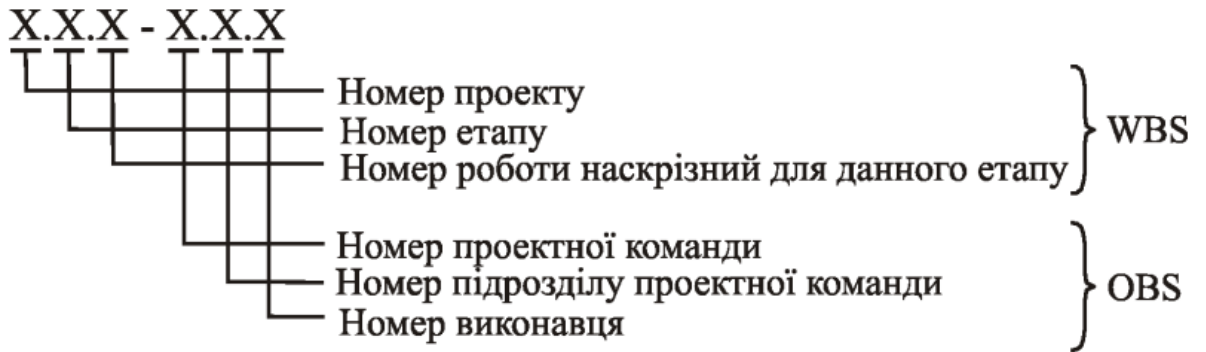 X.X.X - X.X.X
Номер проекту
Номер етапу
Номер роботи наскрізний для данного етапу
WBS
Номер проектної команди
Номер підрозділу проектної команди
Номер виконавця
OBS